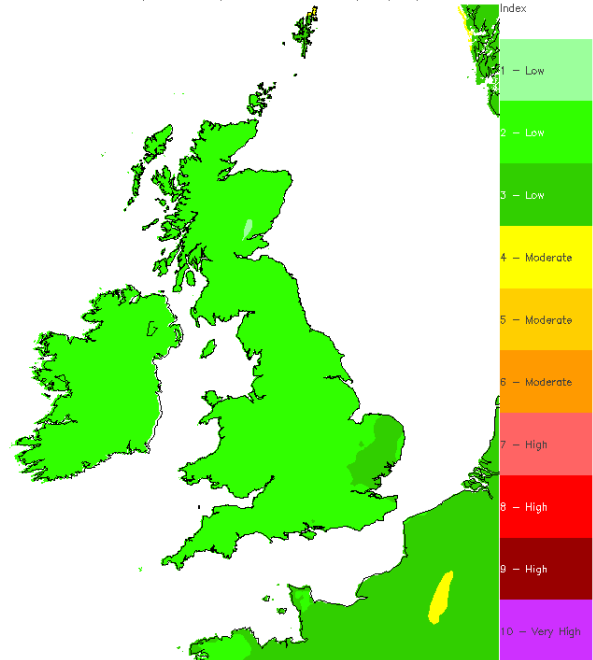 Index
1 - Low
2 - Low
3 - Low
4 - Moderate
5 - Moderate
6 - Moderate
7 - High
8 - High
9 - High
10 - Very High